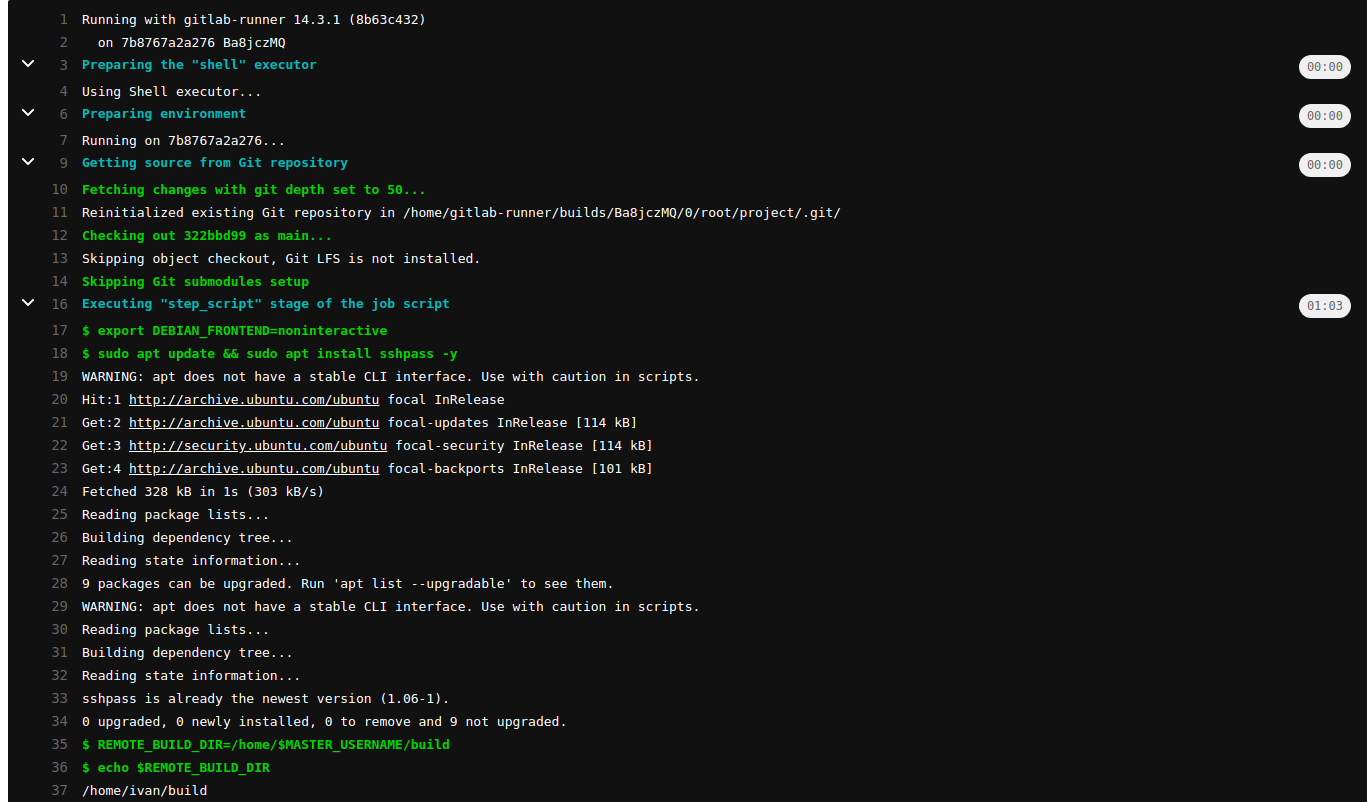 1 Running with gitlab-runner 14.3.1 (8b63c432)
2 on 7b8767a2a276 Ba8jczMQ
3 Preparing the "shell" executor 00:00
4 Using Shell executor...
6 Preparing environment 00:00
7 Running on 7b8767a2a276...
9 Getting source from Git repository 00:00
10 Fetching changes with git depth set to 50...
11 Reinitialized existing Git repository in /home/gitlab-runner/builds/Ba8jczMQ/0/root/project/.git/
12 Checking out 322bbd99 as main...
13 Skipping object checkout, Git LFS is not installed.
14 Skipping Git submodules setup
16 Executing "step_script" stage of the job script 01:03
17 $ export DEBIAN_FRONTEND=noninteractive
18 $ sudo apt update && sudo apt install sshpass -y
19 WARNING: apt does not have a stable CLI interface. Use with caution in scripts.
20 Hit:1 http://archive.ubuntu.com/ubuntu focal InRelease
21 Get:2 http://archive.ubuntu.com/ubuntu focal-updates InRelease [114 kB]
22 Get:3 http://security.ubuntu.com/ubuntu focal-security InRelease [114 kB]
23 Get:4 http://archive.ubuntu.com/ubuntu focal-backports InRelease [101 kB]
24 Fetched 328 kB in 1s (303 kB/s)
25 Reading package lists...
26 Building dependency tree...
27 Reading state information...
28 9 packages can be upgraded. Run 'apt list --upgradable' to see them.
29 WARNING: apt does not have a stable CLI interface. Use with caution in scripts.
30 Reading package lists...
31 Building dependency tree...
32 Reading state information...
33 sshpass is already the newest version (1.06-1).
34 0 upgraded, 0 newly installed, 0 to remove and 9 not upgraded.
35 $ REMOTE_BUILD_DIR=/home/$MASTER_USERNAME/build
36 $ echo $REMOTE_BUILD_DIR
37 /home/ivan/build